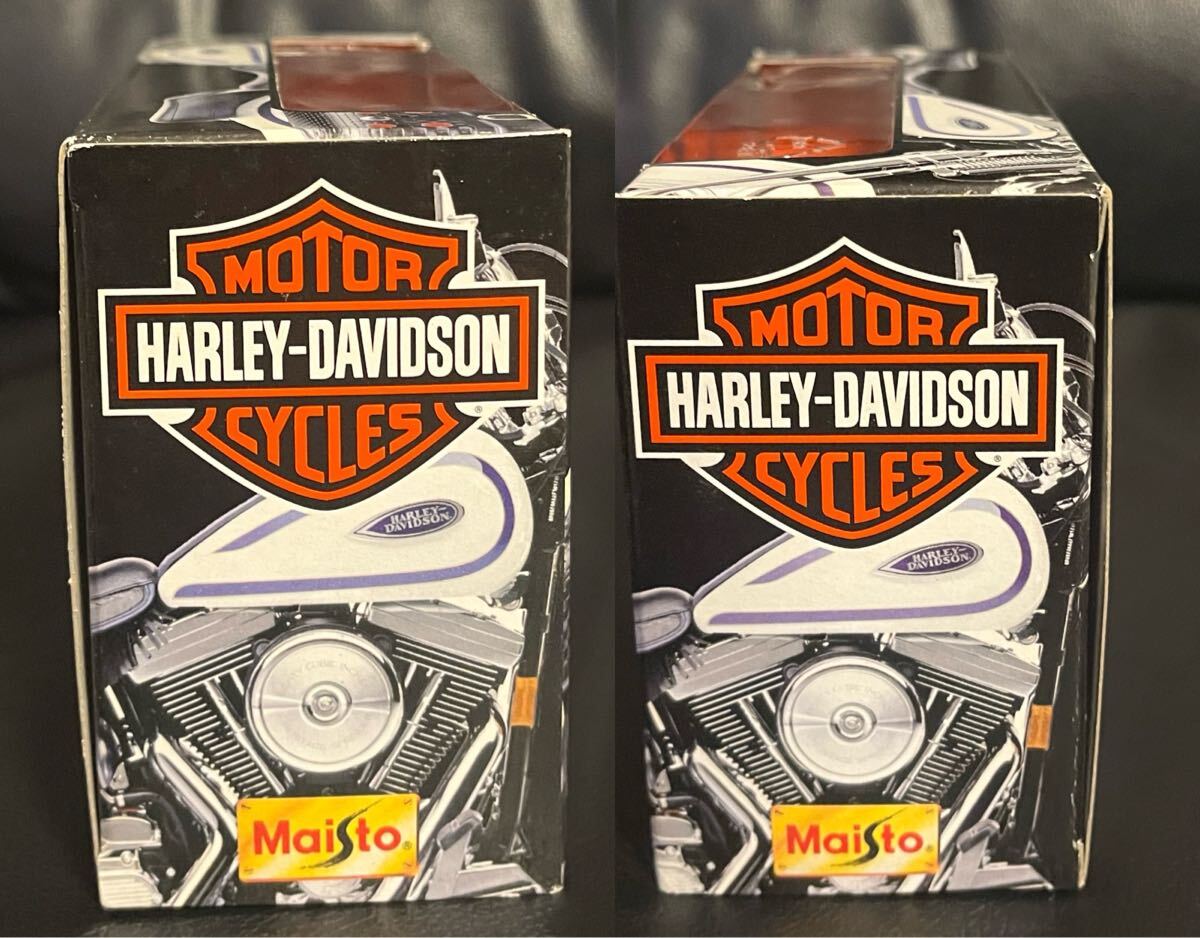 MOTOR
HARLEY-DAVIDSON
CYCLES
®
HARLEY-
DAVIDSON
Maisto®
MOTOR
HARLEY-DAVIDSON
CYCLES
®
HARLEY-
DAVIDSON
Maisto®